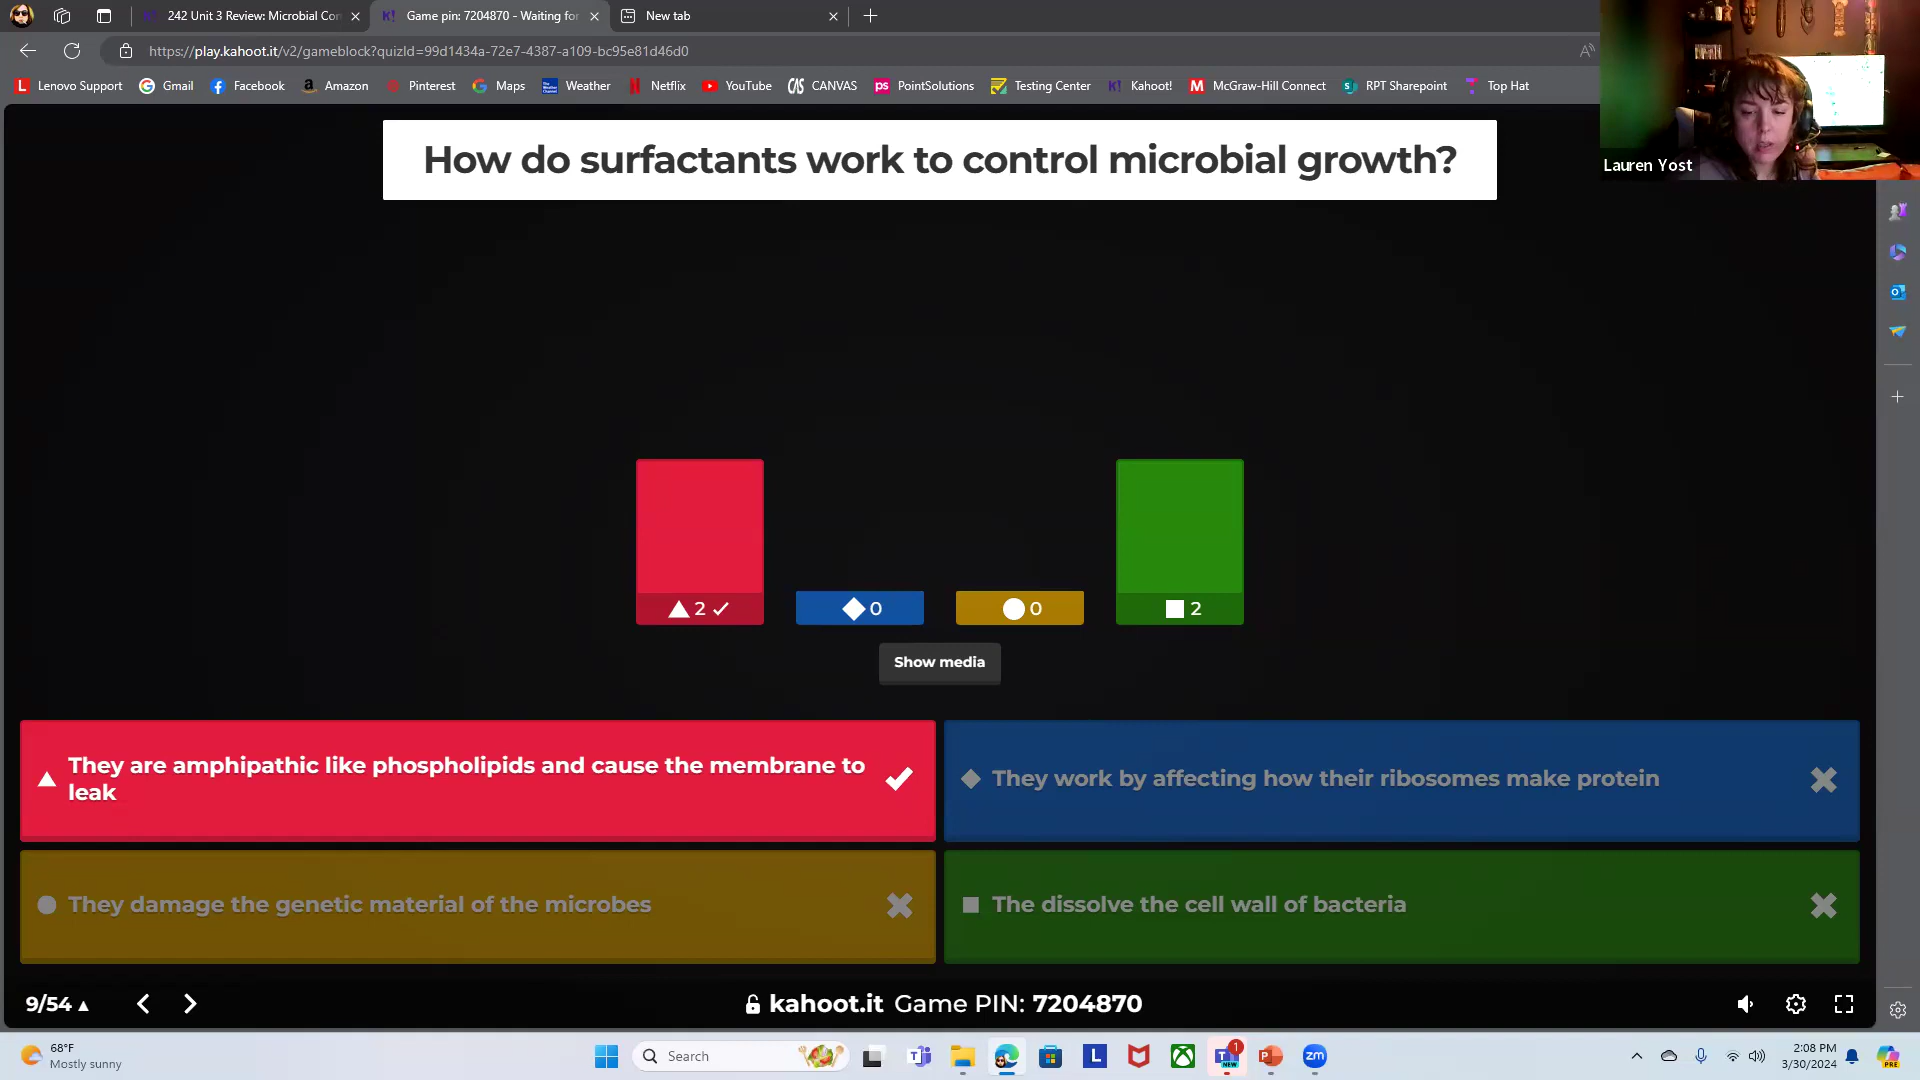 242 Unit 3 Review: Microbial Con
Game pin: 7204870 - Waiting for
New tab
https://play.kahoot.it/v2/gameblock?quizId=99d1434a-72e7-4387-a109-bc95e81d46d0
Lenovo Support
Gmail
Facebook
Amazon
Pinterest
Maps
Weather
Netflix
YouTube
CANVAS
PointSolutions
Testing Center
Kahoot!
McGraw-Hill Connect
RPT Sharepoint
Top Hat
Lauren Yost
How do surfactants work to control microbial growth?
2
0
0
2
Show media
They are amphipathic like phospholipids and cause the membrane to
leak
They work by affecting how their ribosomes make protein
They damage the genetic material of the microbes
The dissolve the cell wall of bacteria
9/54
kahoot.it Game PIN: 7204870
68°F
Mostly sunny
Search
2:08 PM
3/30/2024